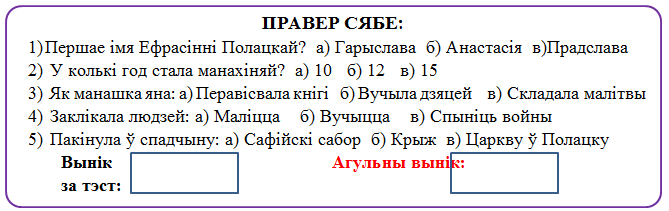 ПРАВЕР СЯБЕ:
1)Першае імя Ефрасінні Полацкай? а) Гарыслава б) Анастасія в)Прадслава
2) У колькі год стала манахіняй? а) 10 б) 12 в) 15
3) Як манашка яна: а) Перавісвала кнігі б) Вучыла дзяцей в) Складала малітвы
4) Заклікала людзей: а) Маліцца б) Вучыцца в) Спыніць войны
5) Пакінула ў спадчыну: а) Сафійскі сабор б) Крыж в) Царкву ў Полацку
Вынік Агульны вынік:
за тэст: